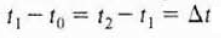 t₁ − t₀ = t₂ − t₁ = Δt